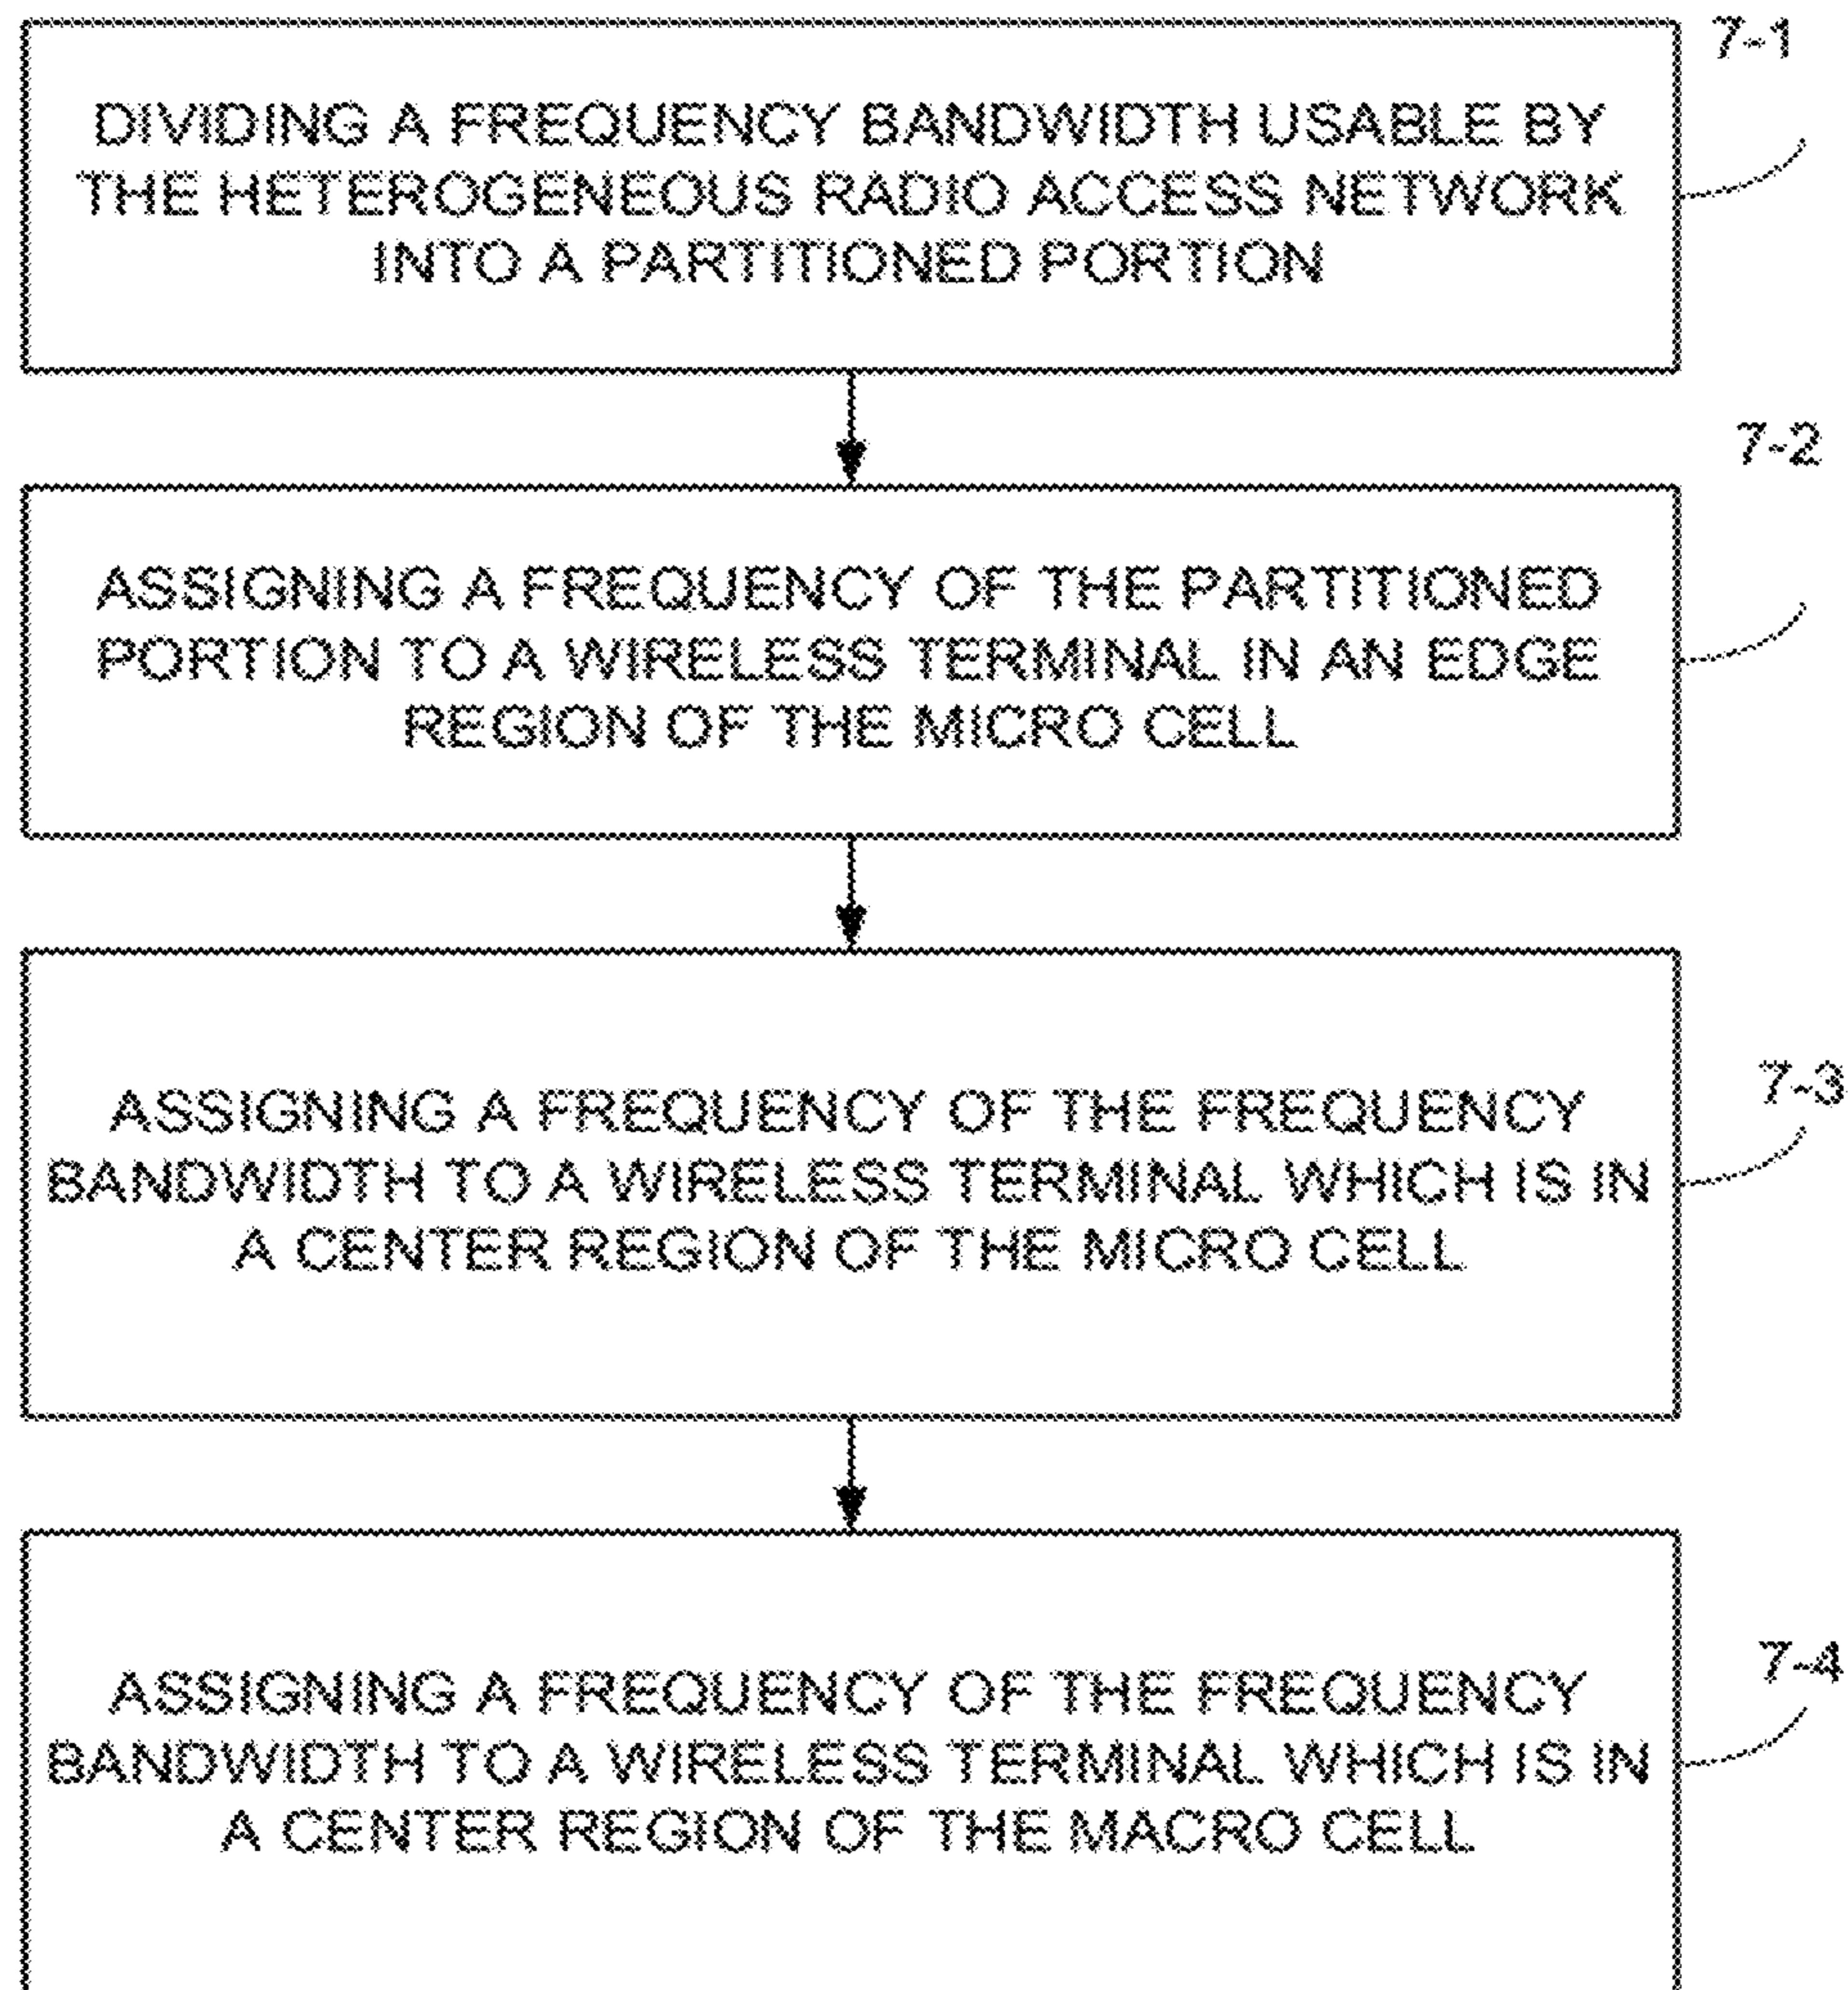 7-1
DIVIDING A FREQUENCY BANDWIDTH USABLE BY
THE HETEROGENEOUS RADIO ACCESS NETWORK
INTO A PARTITIONED PORTION
7-2
ASSIGNING A FREQUENCY OF THE PARTITIONED
PORTION TO A WIRELESS TERMINAL IN AN EDGE
REGION OF THE MICRO CELL
7-3
ASSIGNING A FREQUENCY OF THE FREQUENCY
BANDWIDTH TO A WIRELESS TERMINAL WHICH IS IN
A CENTER REGION OF THE MICRO CELL
7-4
ASSIGNING A FREQUENCY OF THE FREQUENCY
BANDWIDTH TO A WIRELESS TERMINAL WHICH IS IN
A CENTER REGION OF THE MACRO CELL